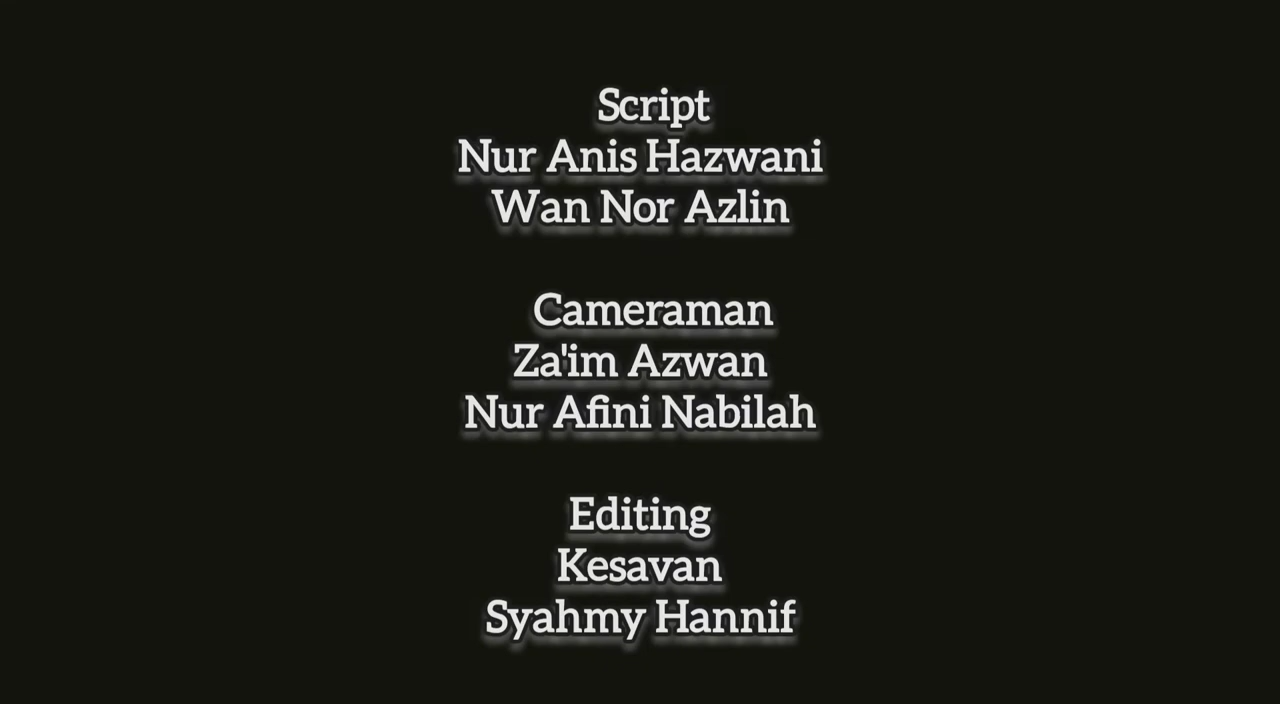 Script
Nur Anis Hazwani
Wan Nor Azlin
Cameraman
Za'im Azwan
Nur Afini Nabilah
Editing
Kesavan
Syahmy Hannif